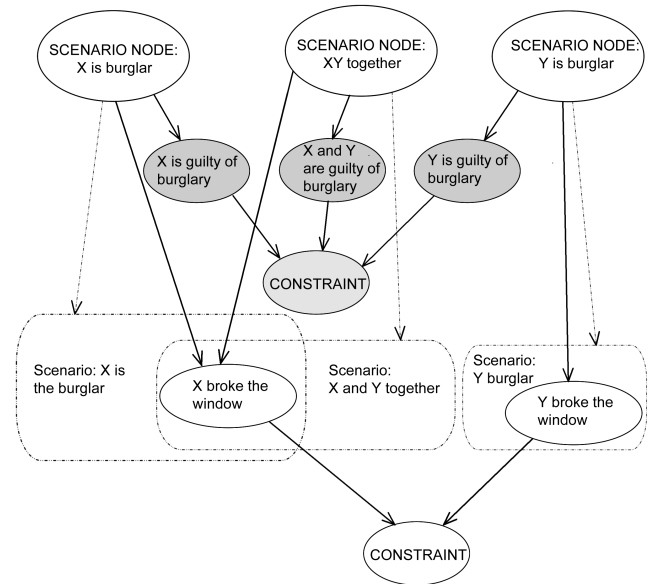 SCENARIO NODE:
X is burglar
SCENARIO NODE:
XY together
SCENARIO NODE:
Y is burglar
X is guilty of
burglary
X and Y
are guilty of
burglary
Y is guilty of
burglary
CONSTRAINT
Scenario: X is
the burglar
X broke the
window
Scenario:
X and Y together
Scenario:
Y burglar
Y broke the
window
CONSTRAINT